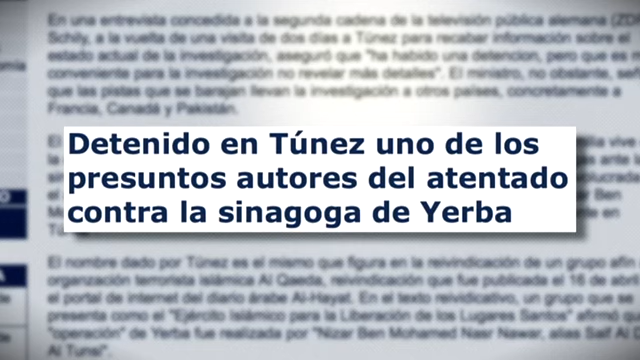 En una entrevista concedida a la segunda cadena de la televisión pública alemana (ZD
Schily, a la vuelta de una visita de dos días a Túnez para recabar información sobre el
estado actual de la investigación, aseguró que "ha habido una detencion, pero que es
conveniente para la investigación no revelar más detalles". El ministro, no obstante, se
que las pistas que se barajan llevan la investigación a otros países, concretamente a
Francia, Canadá y Pakistán.
Detenido en Túnez uno de los
presuntos autores del atentado
contra la sinagoga de Yerba
El nombre dado por Túnez es el mismo que figura en la reivindicación de un grupo afín
organización terrorista islámica Al Qaeda, reivindicación que fue publicada el 16 de abri
el portal de internet del diario árabe Al-Hayat. En el texto reividicativo, un grupo que se
presenta como el "Ejército Islámico para la Liberación de los Lugares Santos" afirmó q
"operación" de Yerba fue realizada por "Nizar Ben Mohamed Nasr Nawar, alias Saif Al D
Al Tunsi".